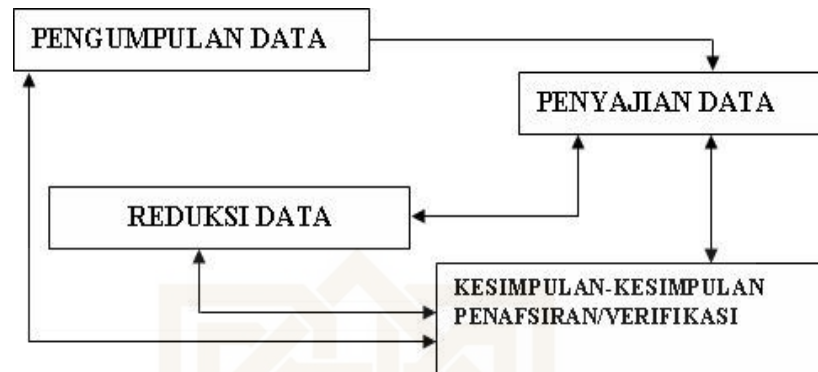 PENGUMPULAN DATA
PENYAJIAN DATA
REDUKSI DATA
KESIMPULAN-KESIMPULAN
PENAFSIRAN/VERIFIKASI